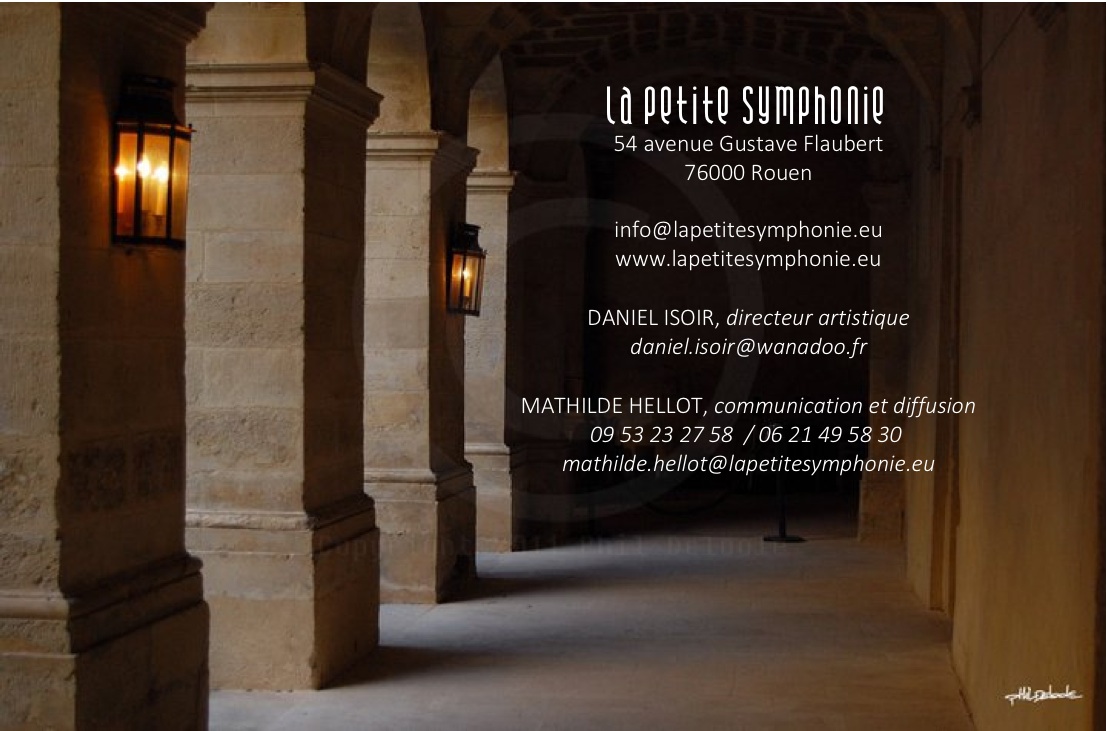 La Petite Symphonie
54 avenue Gustave Flaubert
76000 Rouen
info@lapetitesymphonie.eu
www.lapetitesymphonie.eu
DANIEL ISOIR, directeur artistique
daniel.isoir@wanadoo.fr
MATHILDE HELLOT, communication et diffusion
09 53 23 27 58 / 06 21 49 58 30
mathilde.hellot@lapetitesymphonie.eu